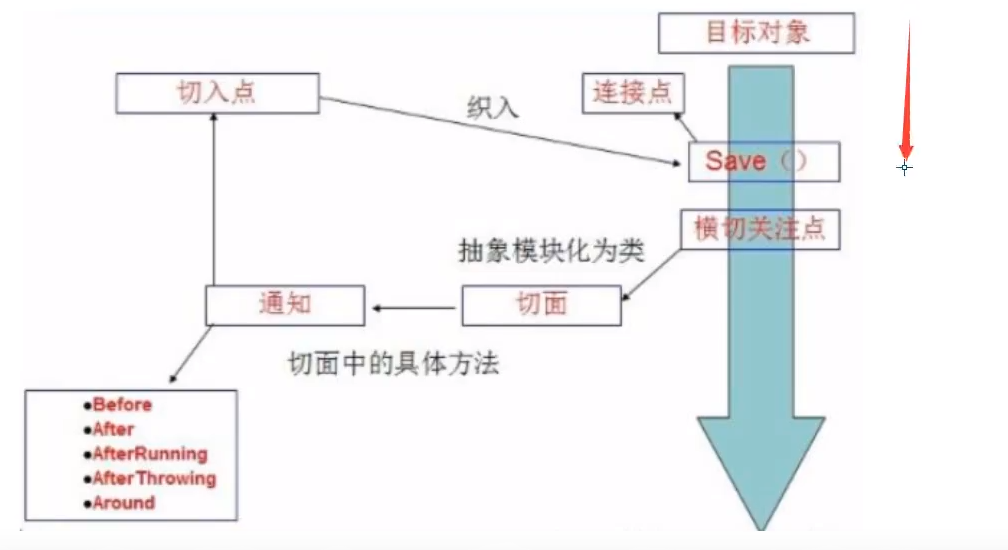 目标对象
切入点
连接点
织入
Save（）
横切关注点
抽象模块化为类
通知
切面
切面中的具体方法
●Before
●After
●AfterRunning
●AfterThrowing
●Around